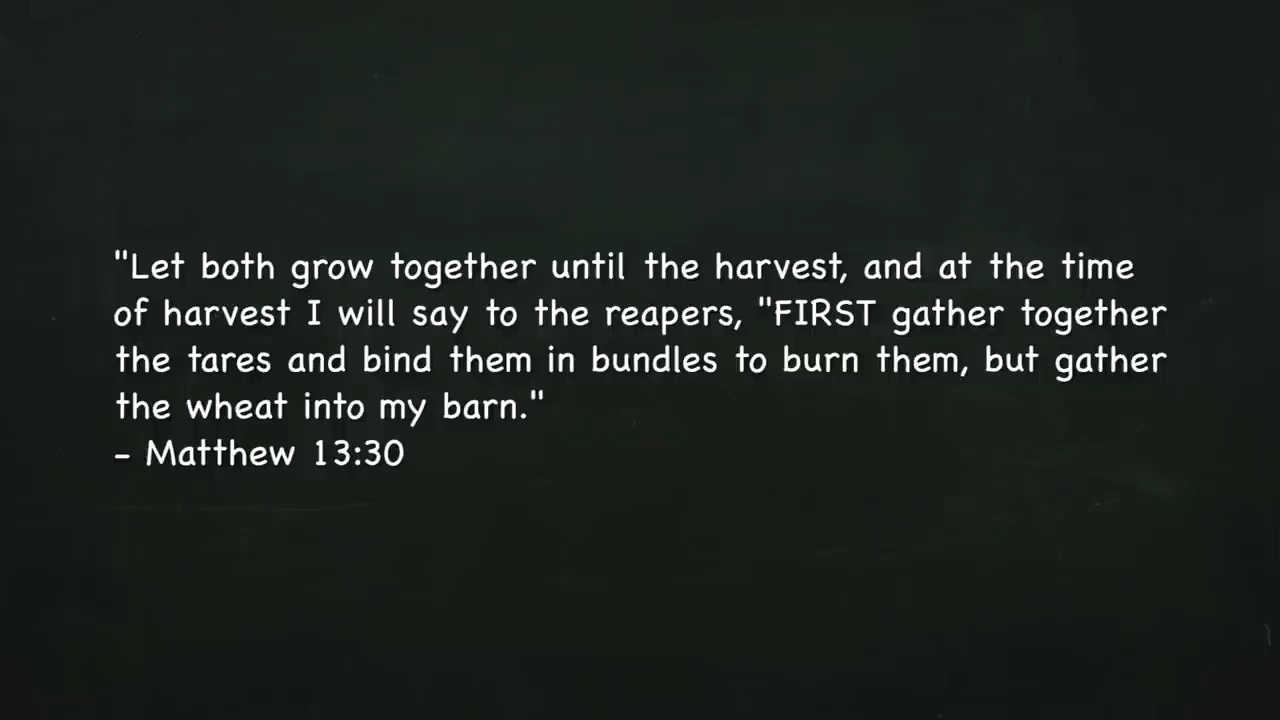 "Let both grow together until the harvest, and at the time
of harvest I will say to the reapers, "FIRST gather together
the tares and bind them in bundles to burn them, but gather
the wheat into my barn."
– Matthew 13:30